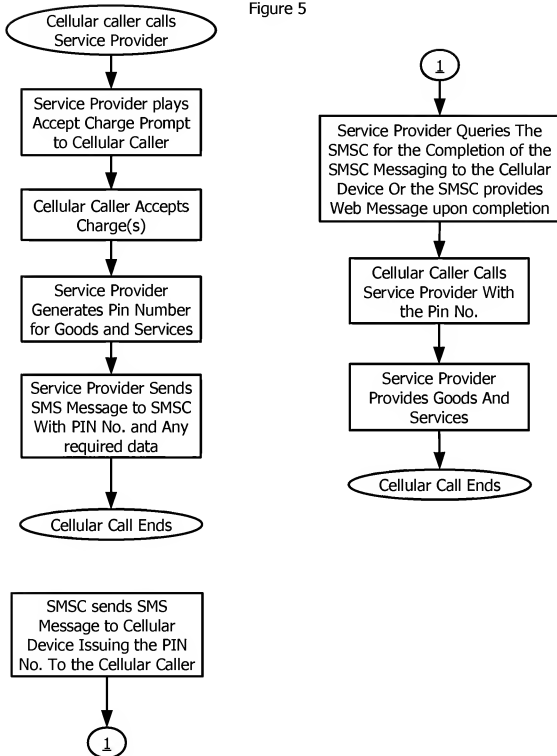 Figure 5
Cellular caller calls
Service Provider
Service Provider plays
Accept Charge Prompt
to Cellular Caller
Cellular Caller Accepts
Charge(s)
Service Provider
Generates Pin Number
for Goods and Services
Service Provider Sends
SMS Message to SMSC
With PIN No. and Any
required data
Cellular Call Ends
SMSC sends SMS
Message to Cellular
Device Issuing the PIN
No. To the Cellular Caller
1
1
Service Provider Queries The
SMSC for the Completion of the
SMSC Messaging to the Cellular
Device Or the SMSC provides
Web Message upon completion
Cellular Caller Calls
Service Provider With
the Pin No.
Service Provider
Provides Goods And
Services
Cellular Call Ends